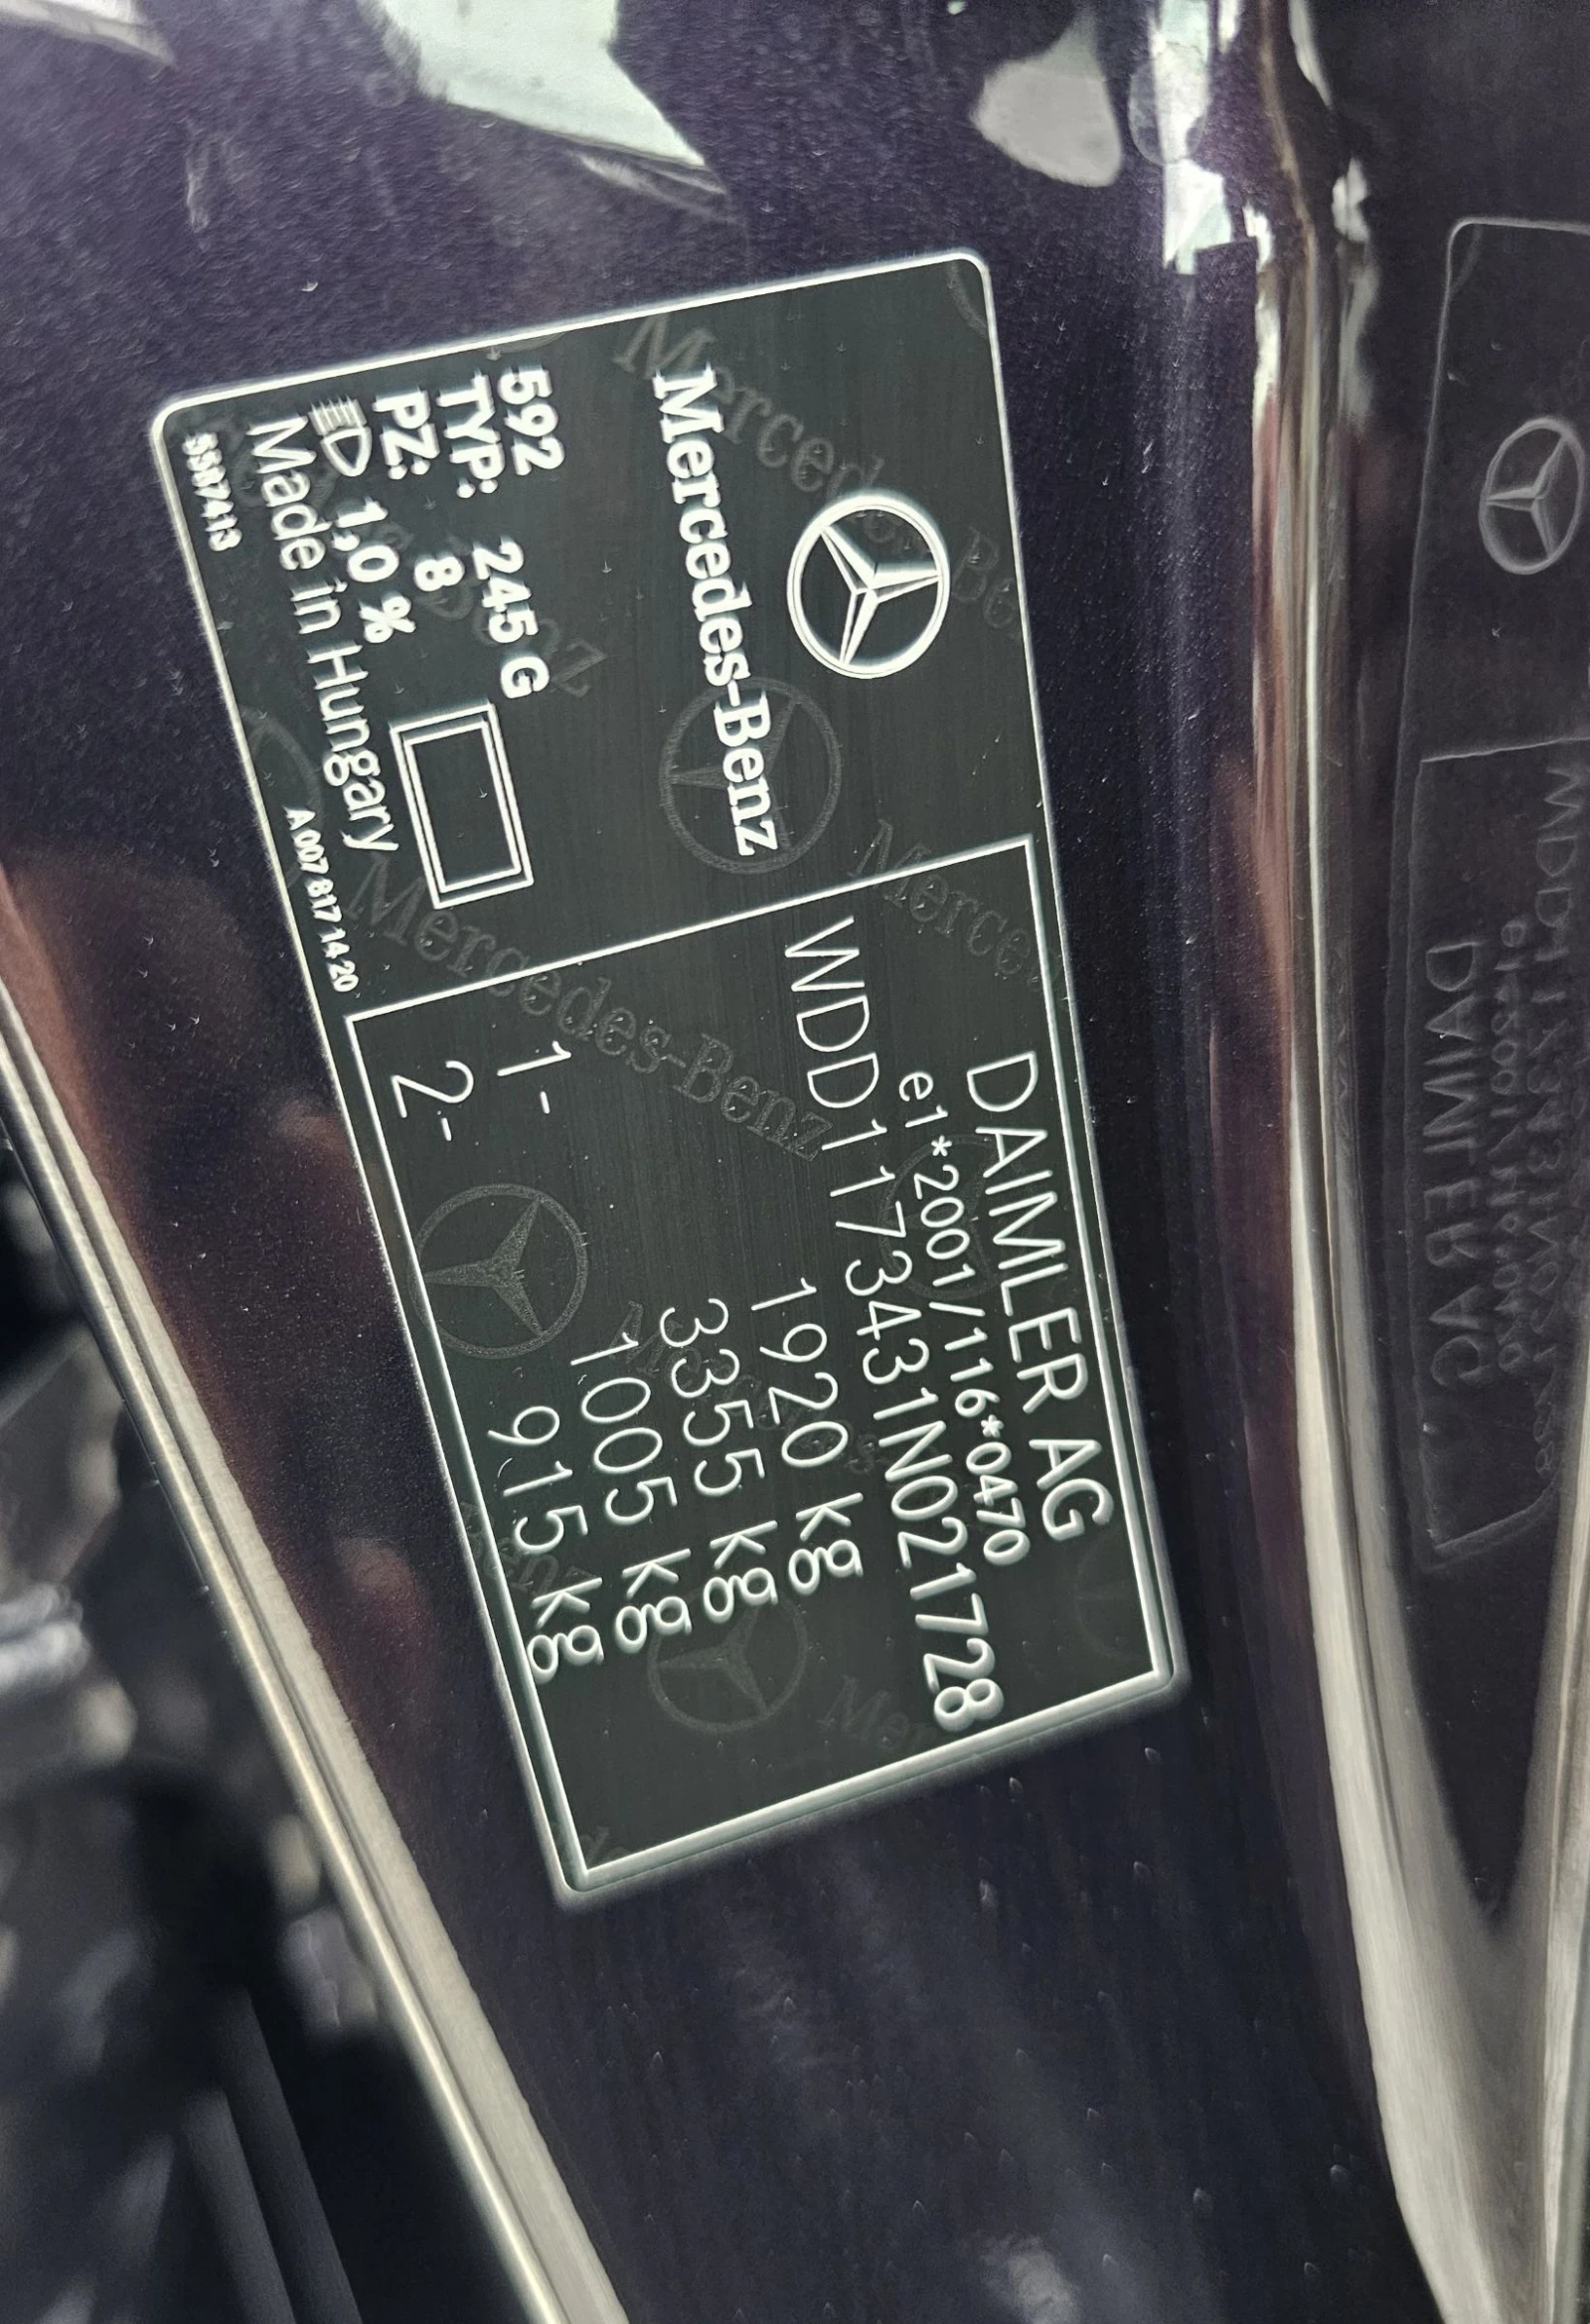 Mercedes-Benz
592
TYP: 245 G
PZ: 8
1,0 %
Made in Hungary
5587413
A 007 817 14 20
DAIMLER AG
e1*2001/116*0470
WDD1173431N021728
1920 kg
3355 kg
1- 1005 kg
2- 915 kg